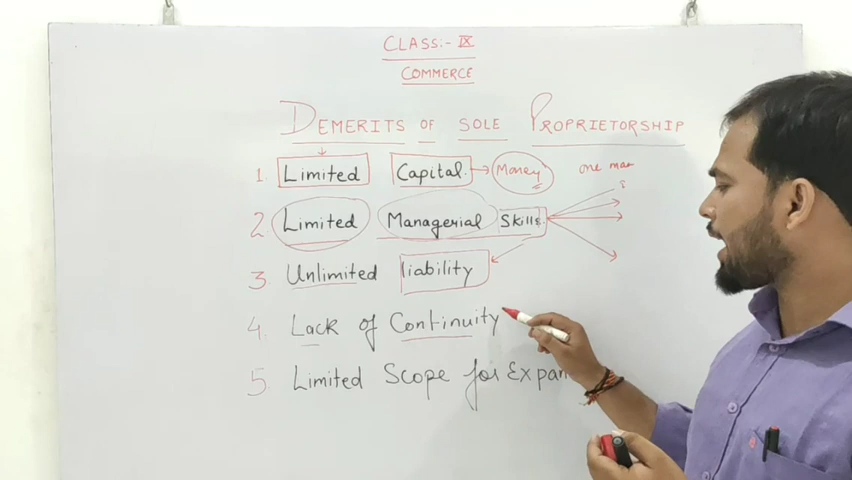 CLASS:- IX
COMMERCE
DEMERITS OF SOLE PROPRIETORSHIP
1. Limited Capital. → Money one man
2. Limited Managerial Skills.
3 Unlimited liability
4. Lack of Continuity
5 Limited Scope for